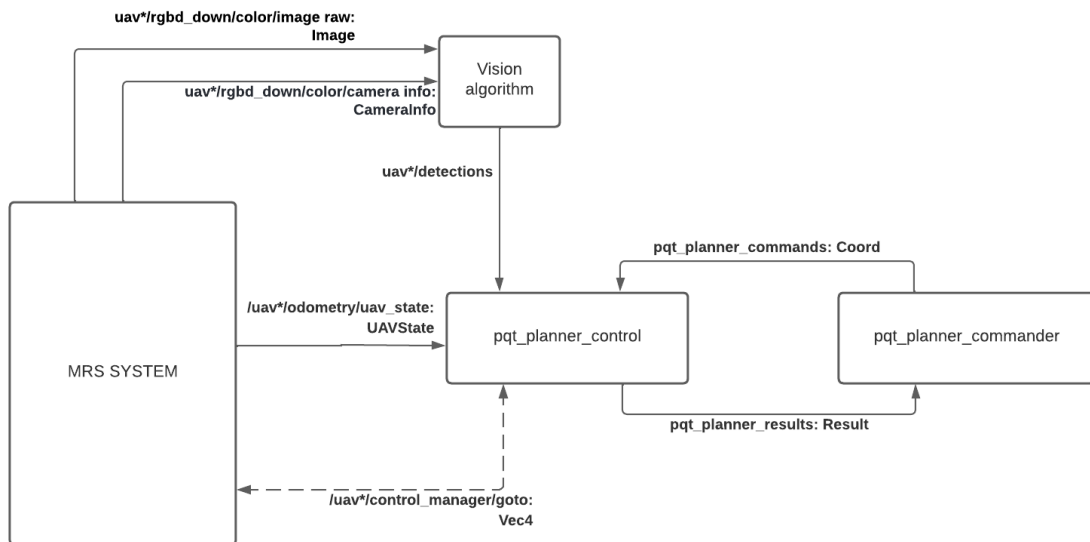 uav*/rgbd_down/color/image raw:
Image
Vision
algorithm
uav*/rgbd_down/color/camera info:
CameraInfo
uav*/detections
pqt_planner_commands: Coord
/uav*/odometry/uav_state:
UAVState
pqt_planner_control
pqt_planner_commander
MRS SYSTEM
pqt_planner_results: Result
/uav*/control_manager/goto:
Vec4